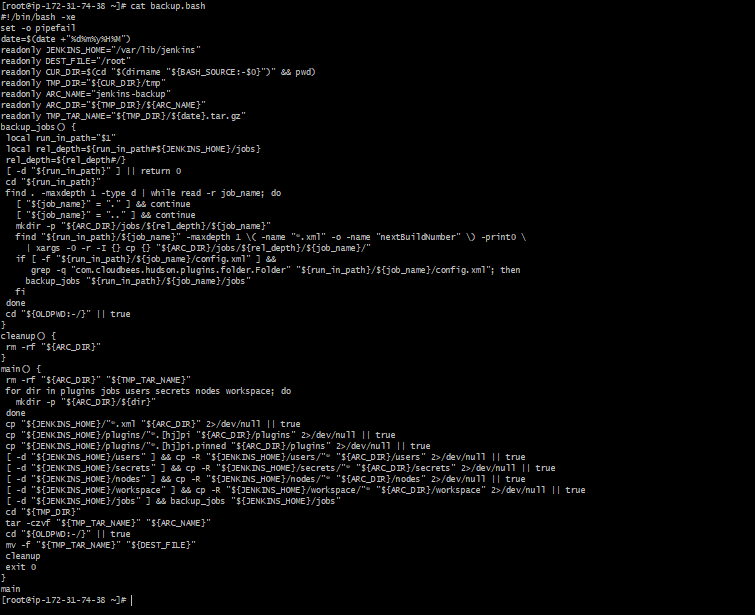 [root@ip-172-31-74-38 ~]# cat backup.bash
#!/bin/bash -xe
set -o pipefail
date=$(date +"%d%m%y%H%M")
readonly JENKINS_HOME="/var/lib/jenkins"
readonly DEST_FILE="/root"
readonly CUR_DIR=$(cd "$(dirname "${BASH_SOURCE:-$0}")" && pwd)
readonly TMP_DIR="${CUR_DIR}/tmp"
readonly ARC_NAME="jenkins-backup"
readonly ARC_DIR="${TMP_DIR}/${ARC_NAME}"
readonly TMP_TAR_NAME="${TMP_DIR}/${date}.tar.gz"
backup_jobs() {
 local run_in_path="$1"
 local rel_depth=${run_in_path#${JENKINS_HOME}/jobs}
 rel_depth=${rel_depth#/}
 [ -d "${run_in_path}" ] || return 0
 cd "${run_in_path}"
 find . -maxdepth 1 -type d | while read -r job_name; do
   [ "${job_name}" = "." ] && continue
   [ "${job_name}" = ".." ] && continue
   mkdir -p "${ARC_DIR}/jobs/${rel_depth}/${job_name}"
   find "${run_in_path}/${job_name}" -maxdepth 1 \( -name "*.xml" -o -name "nextBuildNumber" \) -print0 \
     | xargs -0 -r -I {} cp {} "${ARC_DIR}/jobs/${rel_depth}/${job_name}/"
   if [ -f "${run_in_path}/${job_name}/config.xml" ] &&
      grep -q "com.cloudbees.hudson.plugins.folder.Folder" "${run_in_path}/${job_name}/config.xml"; then
     backup_jobs "${run_in_path}/${job_name}/jobs"
   fi
 done
 cd "${OLDPWD:-/}" || true
}
cleanup() {
 rm -rf "${ARC_DIR}"
}
main() {
 rm -rf "${ARC_DIR}" "${TMP_TAR_NAME}"
 for dir in plugins jobs users secrets nodes workspace; do
   mkdir -p "${ARC_DIR}/${dir}"
 done
 cp "${JENKINS_HOME}/"*.xml "${ARC_DIR}" 2>/dev/null || true
 cp "${JENKINS_HOME}/plugins/"*.[hj]pi "${ARC_DIR}/plugins" 2>/dev/null || true
 cp "${JENKINS_HOME}/plugins/"*.[hj]pi.pinned "${ARC_DIR}/plugins" 2>/dev/null || true
 [ -d "${JENKINS_HOME}/users" ] && cp -R "${JENKINS_HOME}/users/"* "${ARC_DIR}/users" 2>/dev/null || true
 [ -d "${JENKINS_HOME}/secrets" ] && cp -R "${JENKINS_HOME}/secrets/"* "${ARC_DIR}/secrets" 2>/dev/null || true
 [ -d "${JENKINS_HOME}/nodes" ] && cp -R "${JENKINS_HOME}/nodes/"* "${ARC_DIR}/nodes" 2>/dev/null || true
 [ -d "${JENKINS_HOME}/workspace" ] && cp -R "${JENKINS_HOME}/workspace/"* "${ARC_DIR}/workspace" 2>/dev/null || true
 [ -d "${JENKINS_HOME}/jobs" ] && backup_jobs "${JENKINS_HOME}/jobs"
 cd "${TMP_DIR}"
 tar -czvf "${TMP_TAR_NAME}" "${ARC_NAME}"
 cd "${OLDPWD:-/}" || true
 mv -f "${TMP_TAR_NAME}" "${DEST_FILE}"
 cleanup
 exit 0
}
main
[root@ip-172-31-74-38 ~]#